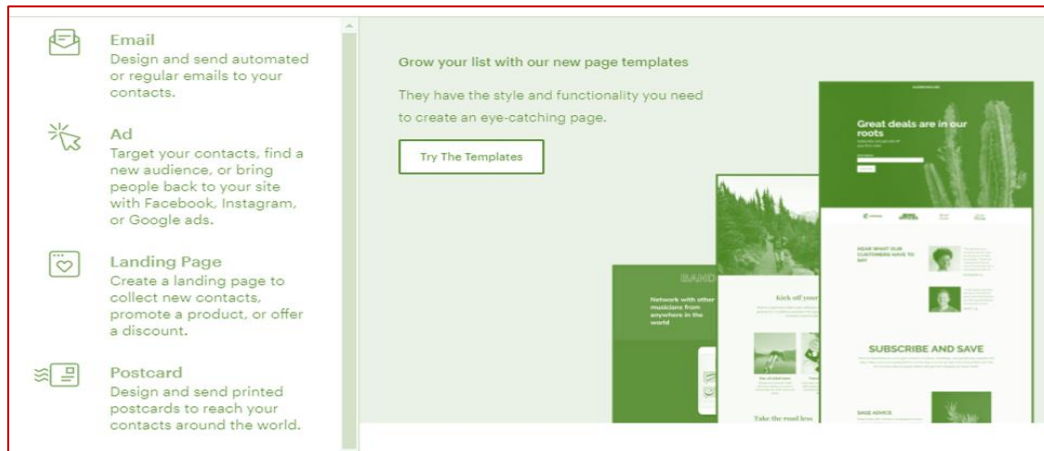 Email
Design and send automated
or regular emails to your
contacts.
Ad
Target your contacts, find a
new audience, or bring
people back to your site
with Facebook, Instagram,
or Google ads.
Landing Page
Create a landing page to
collect new contacts,
promote a product, or offer
a discount.
Postcard
Design and send printed
postcards to reach your
contacts around the world.
Grow your list with our new page templates
They have the style and functionality you need
to create an eye-catching page.
Try The Templates
BAND
Network with other
musicians from
anywhere in the
world
Kick off your
Take the road less
Great deals are in our
roots
HEAR WHAT OUR
CUSTOMERS HAVE TO
SAY
SUBSCRIBE AND SAVE
SAGE ADVICE